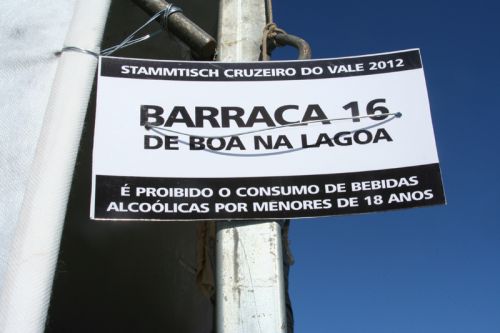 STAMMTISCH CRUZEIRO DO VALE 2012
BARRACA 16
DE BOA NA LAGOA
É PROIBIDO O CONSUMO DE BEBIDAS
ALCOÓLICAS POR MENORES DE 18 ANOS